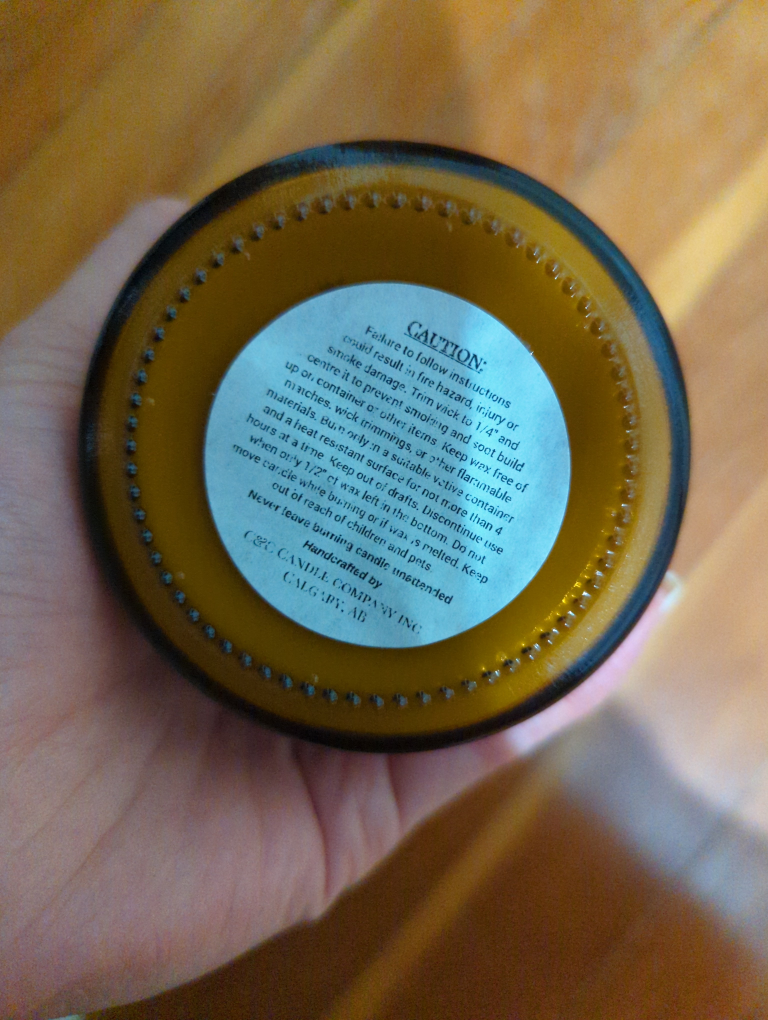 CAUTION:
Failure to follow instructions
could result in fire hazard, injury or
smoke damage. Trim wick to 1/4" and
centre it to prevent smoking and soot build
up on container or other items. Keep wax free of
matches, wick trimmings, or other flammable
materials. Burn only in a suitable votive container
and a heat resistant surface for not more than 4
hours at a time. Keep out of drafts. Discontinue use
when only 1/2" of wax left in the bottom. Do not
move candle while burning or if wax is melted. Keep
out of reach of children and pets.
Never leave burning candle unattended
Handcrafted by
C&C CANDLE COMPANY INC.
CALGARY, AB